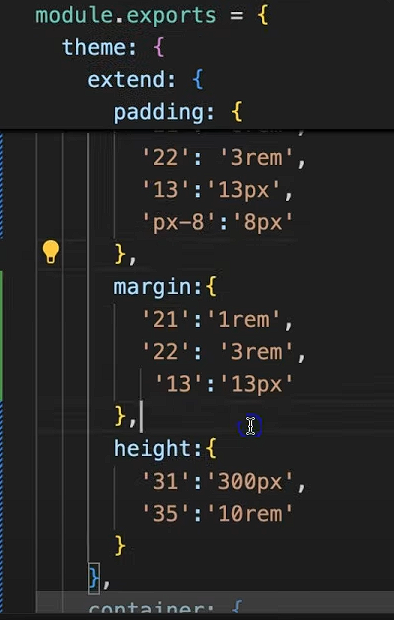 module.exports = {
theme: {
extend: {
padding: {
'22': '3rem',
'13':'13px',
'px-8':'8px'
},
margin:{
'21':'1rem',
'22': '3rem',
'13':'13px'
},
height:{
'31':'300px',
'35':'10rem'
}
},
container: {